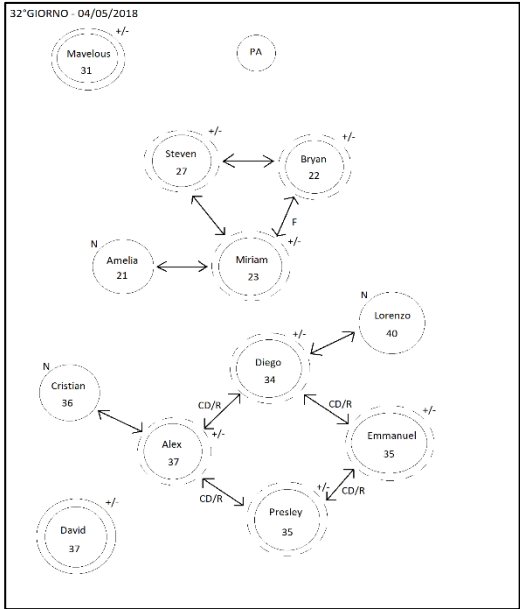 32°GIORNO - 04/05/2018
+/-
Mavelous
31
PA
+/-
Steven
27
+/-
Bryan
22
F
N
Amelia
21
+/-
Miriam
23
N
Lorenzo
40
+/-
Diego
34
N
Cristian
36
CD/R
CD/R
+/-
Alex
37
+/-
Emmanuel
35
CD/R
+/-
Presley
35
CD/R
+/-
David
37